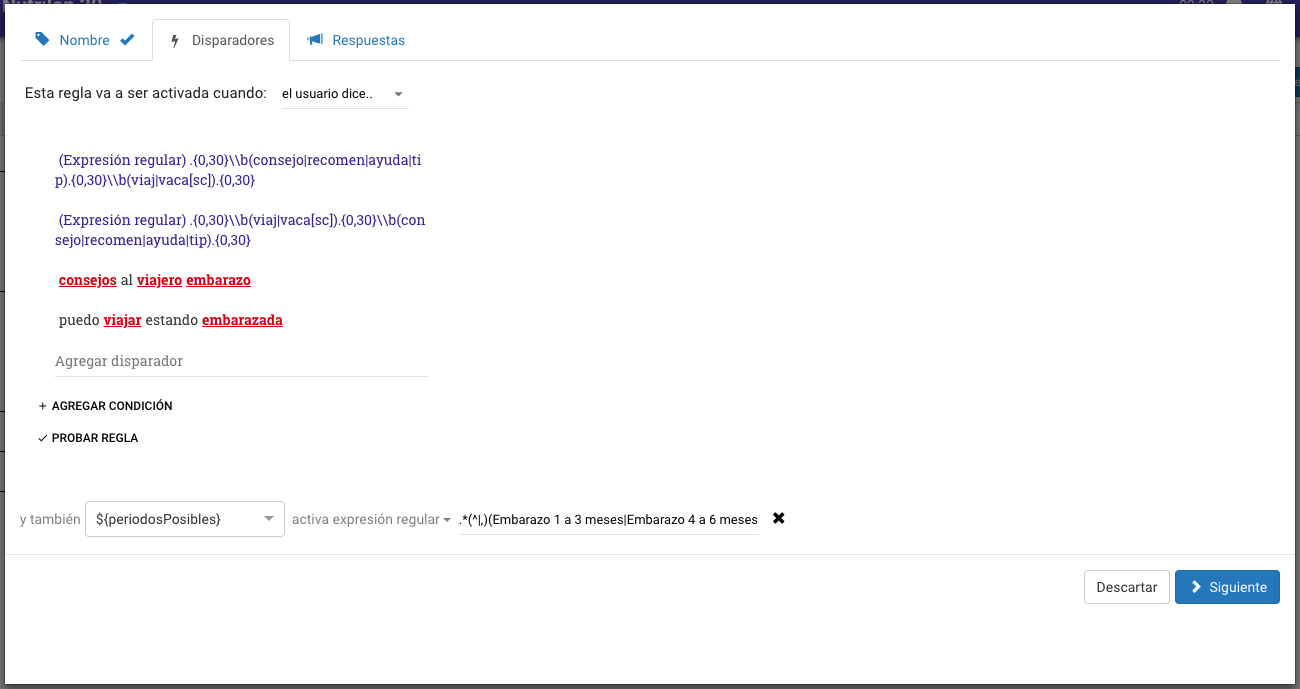 Nombre
Disparadores
Respuestas
Esta regla va a ser activada cuando: el usuario dice..
(Expresión regular) .{0,30}\\b(consejo|recomen|ayuda|ti
p).{0,30}\\b(viaj|vaca[sc]).{0,30}
(Expresión regular) .{0,30}\\b(viaj|vaca[sc]).{0,30}\\b(con
sejo|recomen|ayuda|tip).{0,30}
consejos al viajero embarazo
puedo viajar estando embarazada
Agregar disparador
+ AGREGAR CONDICIÓN
PROBAR REGLA
y también ${periodosPosibles} activa expresión regular .*(^|,)(Embarazo 1 a 3 meses|Embarazo 4 a 6 meses
Descartar
Siguiente